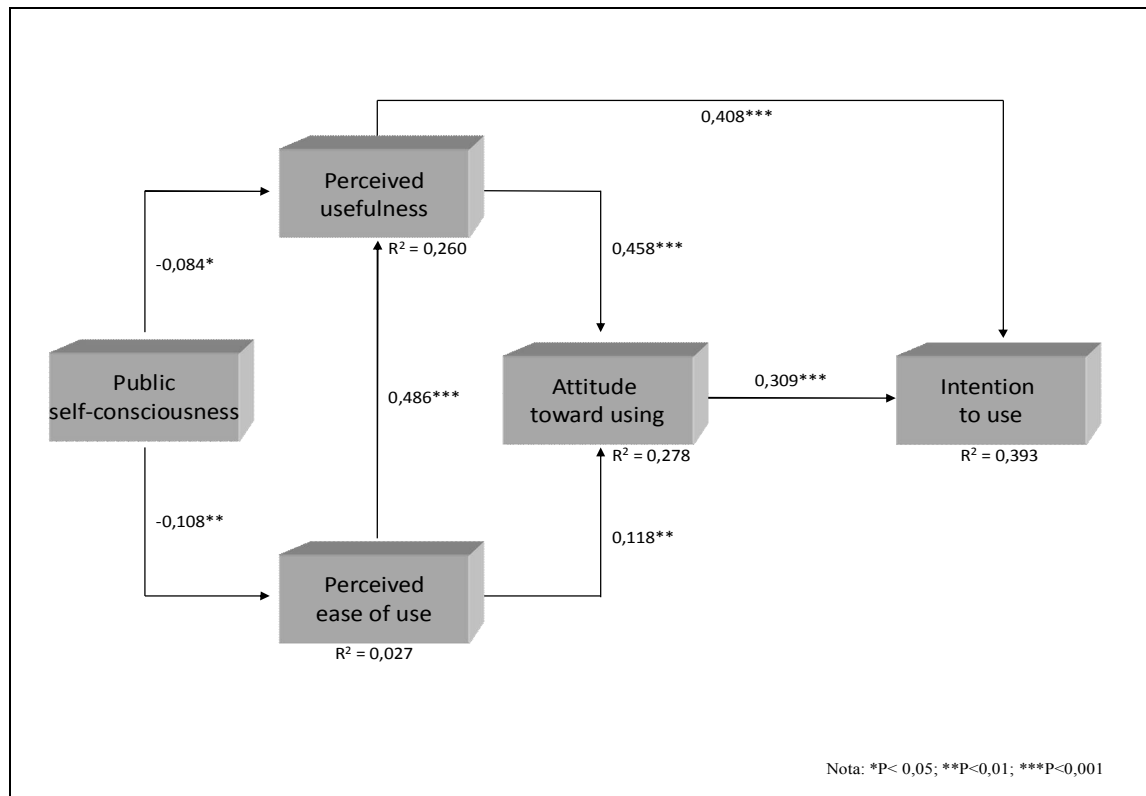 0,408***
Perceived
usefulness
R² = 0,260
-0,084*
0,458***
Public
self-consciousness
0,486***
Attitude
toward using
R² = 0,278
0,309***
Intention
to use
R² = 0,393
-0,108**
0,118**
Perceived
ease of use
R² = 0,027
Nota: *P< 0,05; **P<0,01; ***P<0,001